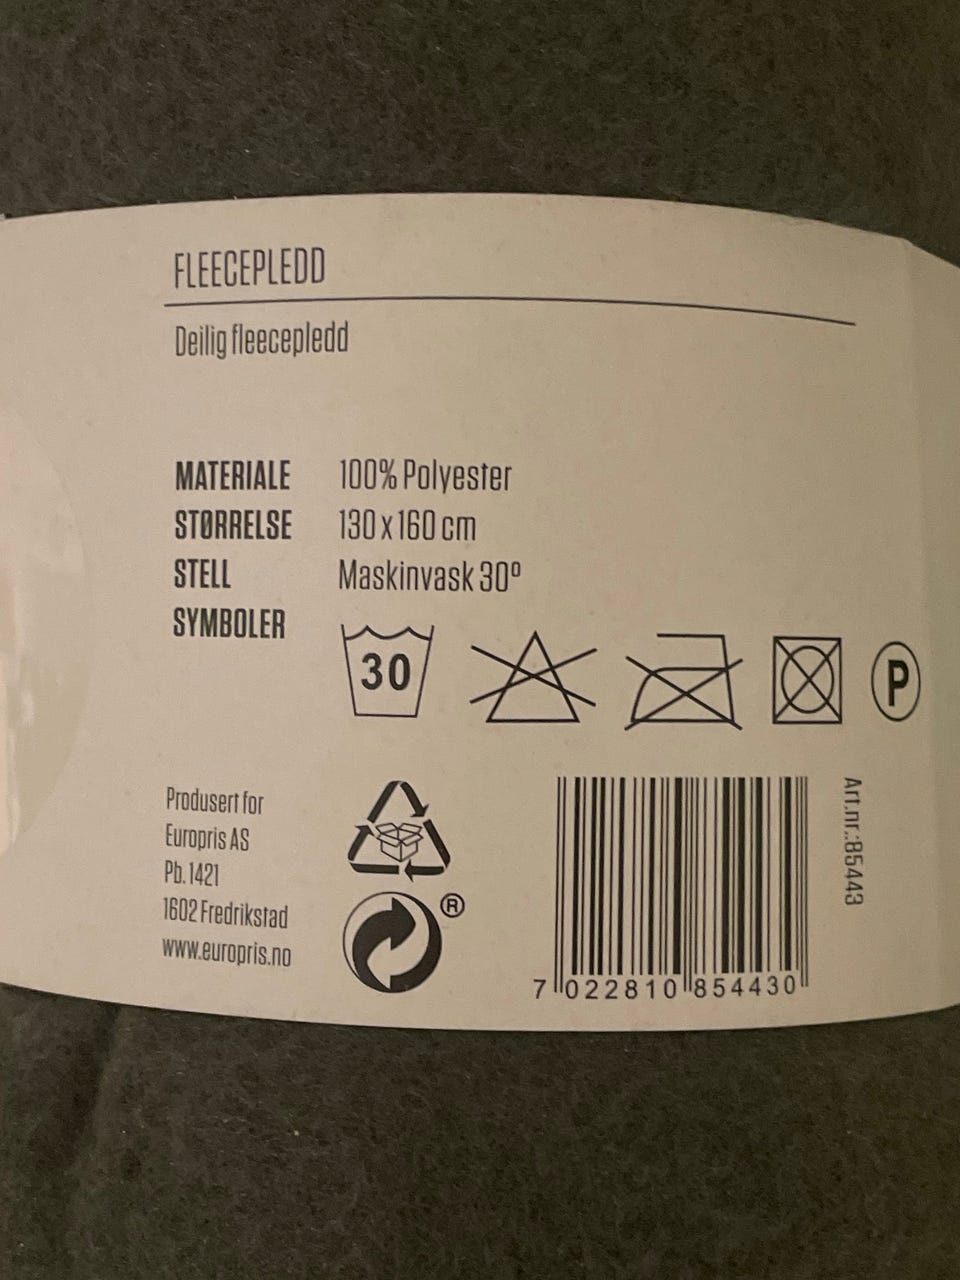 FLEECEPLEDD
Deilig fleecepledd
MATERIALE 100% Polyester
STØRRELSE 130 x 160 cm
STELL Maskinvask 30º
SYMBOLER
30
P
Produsert for
Europris AS
Pb. 1421
1602 Fredrikstad
www.europris.no
®
7 022810 854430
Art.nr.:85443